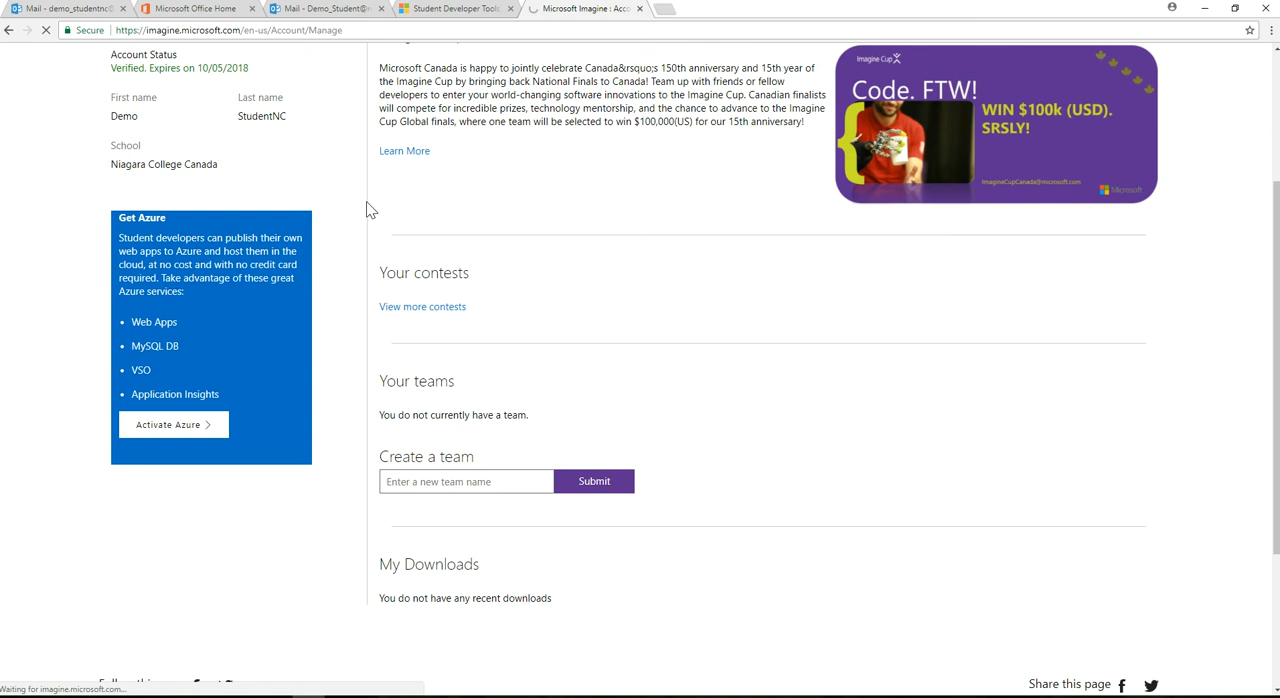 Mail - demo_studentnc
Microsoft Office Home
Mail - Demo_Student@
Student Developer Tools
Microsoft Imagine : Acco
Secure
https://imagine.microsoft.com/en-us/Account/Manage
Account Status
Verified. Expires on 10/05/2018
First name
Last name
Demo
StudentNC
School
Niagara College Canada
Get Azure
Student developers can publish their own
web apps to Azure and host them in the
cloud, at no cost and with no credit card
required. Take advantage of these great
Azure services:
• Web Apps
• MySQL DB
• VSO
• Application Insights
Activate Azure >
Microsoft Canada is happy to jointly celebrate Canada&rsquo;s 150th anniversary and 15th year of
the Imagine Cup by bringing back National Finals to Canada! Team up with friends or fellow
developers to enter your world-changing software innovations to the Imagine Cup. Canadian finalists
will compete for incredible prizes, technology mentorship, and the chance to advance to the Imagine
Cup Global finals, where one team will be selected to win $100,000(US) for our 15th anniversary!
Learn More
Imagine Cup
Code. FTW!
WIN $100k (USD).
SRSLY!
ImagineCupCanada@microsoft.com
Microsoft
Your contests
View more contests
Your teams
You do not currently have a team.
Create a team
Enter a new team name
Submit
My Downloads
You do not have any recent downloads
Share this page
Waiting for imagine.microsoft.com...